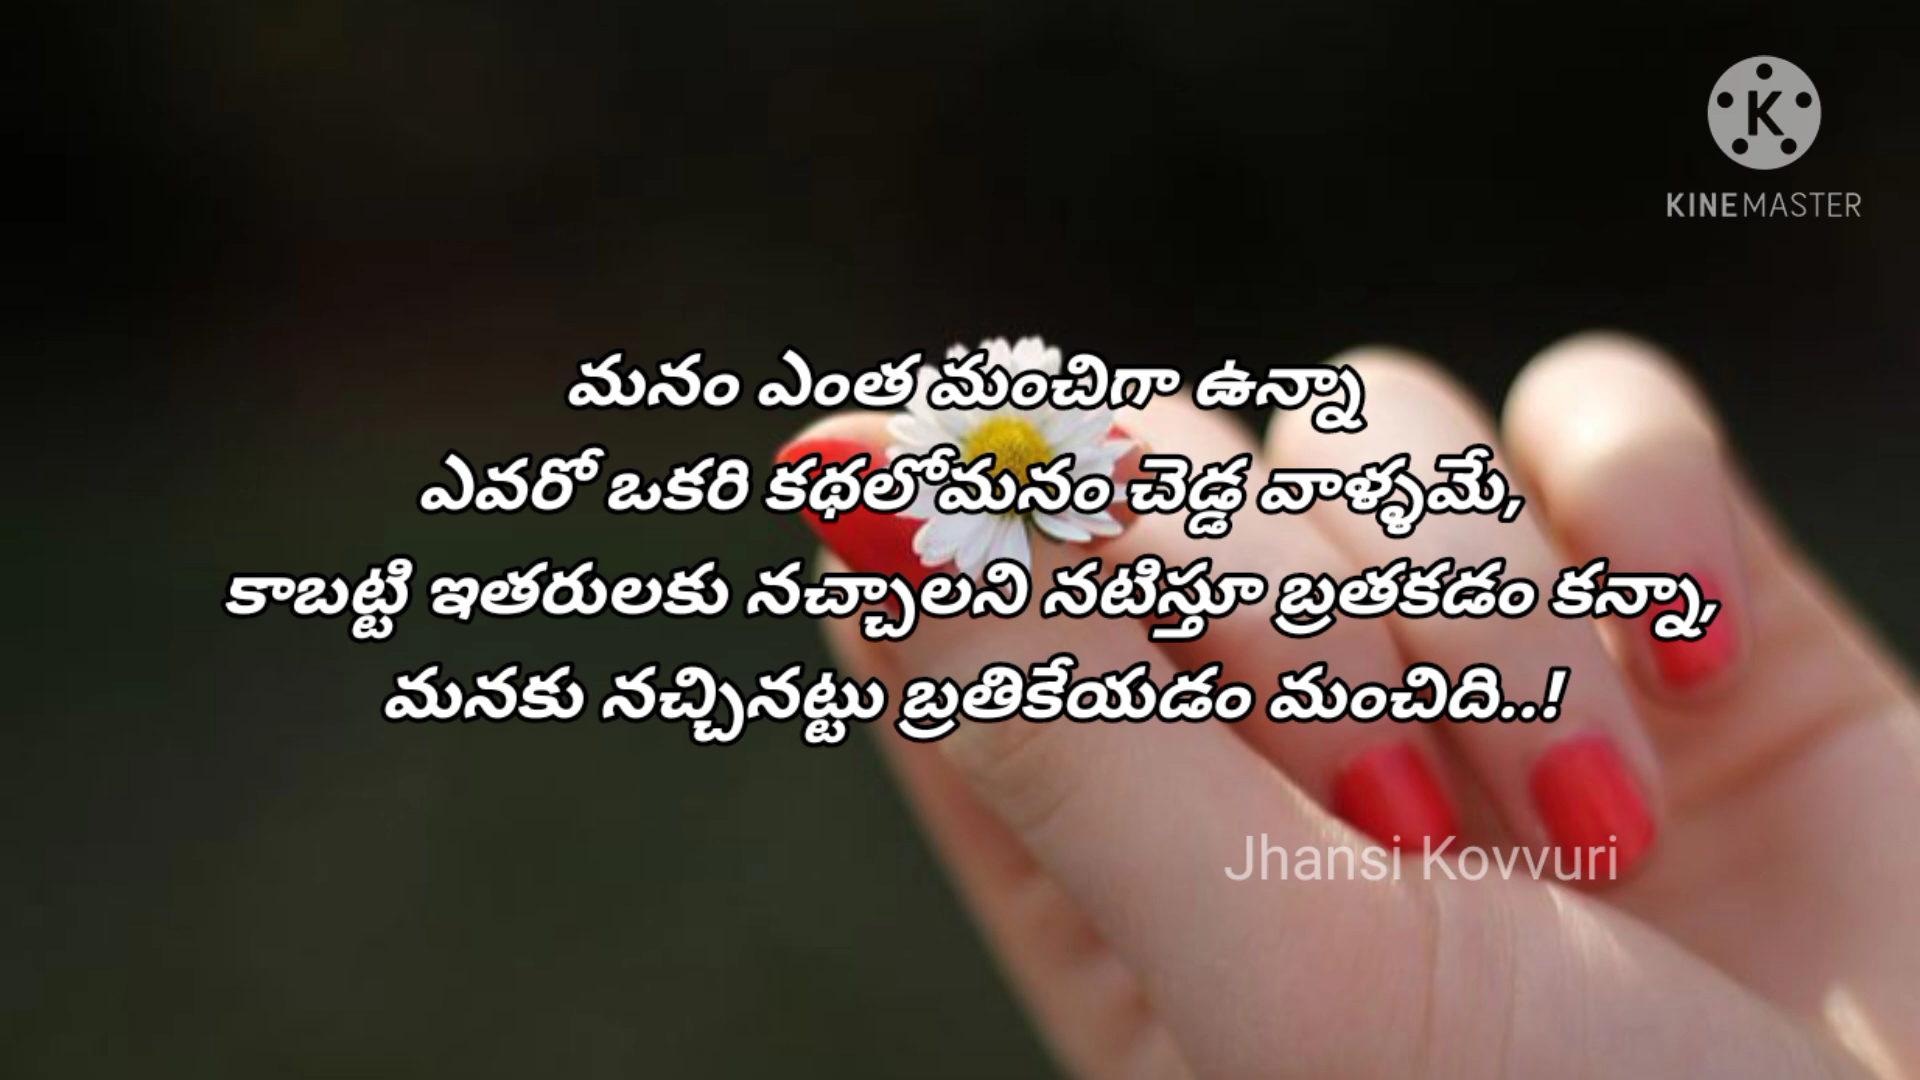 KINEMASTER
మనం ఎంత మంచిగా ఉన్నా
ఎవరో ఒకరి కథలోమనం చెడ్డ వాళ్ళమే,
కాబట్టి ఇతరులకు నచ్చాలని నటిస్తూ బ్రతకడం కన్నా,
మనకు నచ్చినట్టు బ్రతికేయడం మంచిది..!
Jhansi Kovvuri